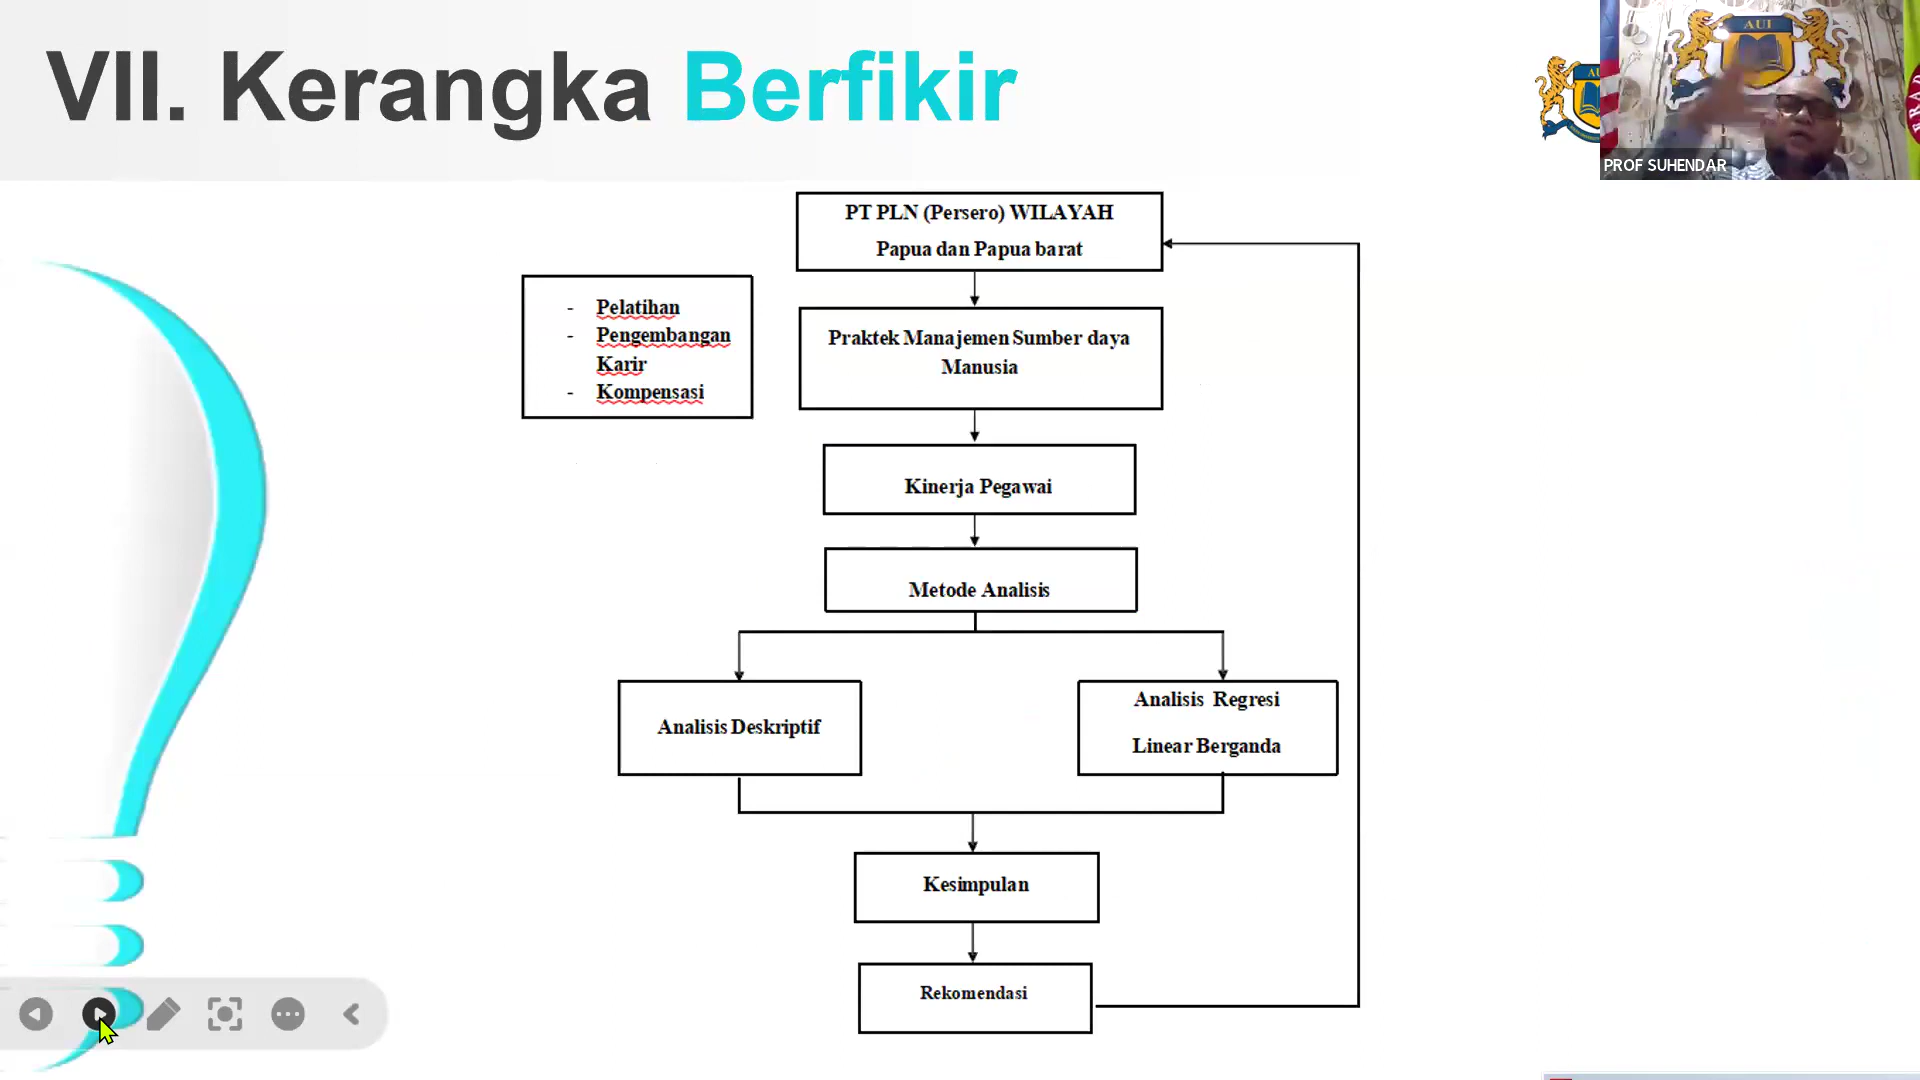 VII. Kerangka Berfikir
AUI
PROF SUHENDAR
PT PLN (Persero) WILAYAH
Papua dan Papua barat
- Pelatihan
- Pengembangan
Karir
- Kompensasi
Praktek Manajemen Sumber daya
Manusia
Kinerja Pegawai
Metode Analisis
Analisis Deskriptif
Analisis Regresi
Linear Berganda
Kesimpulan
Rekomendasi